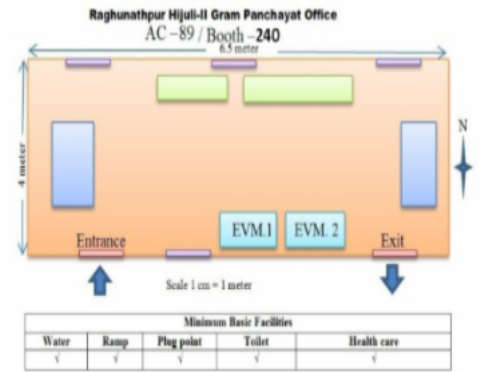 Raghunathpur Hijuli-II Gram Panchayat Office
AC –89 / Booth –240
6.5 meter
4 meter
N
EVM.1 EVM. 2
Entrance Exit
Scale 1 cm = 1 meter
Minimum Basic Facilities
Water Ramp Plug point Toilet Health care
√ √ √ √ √